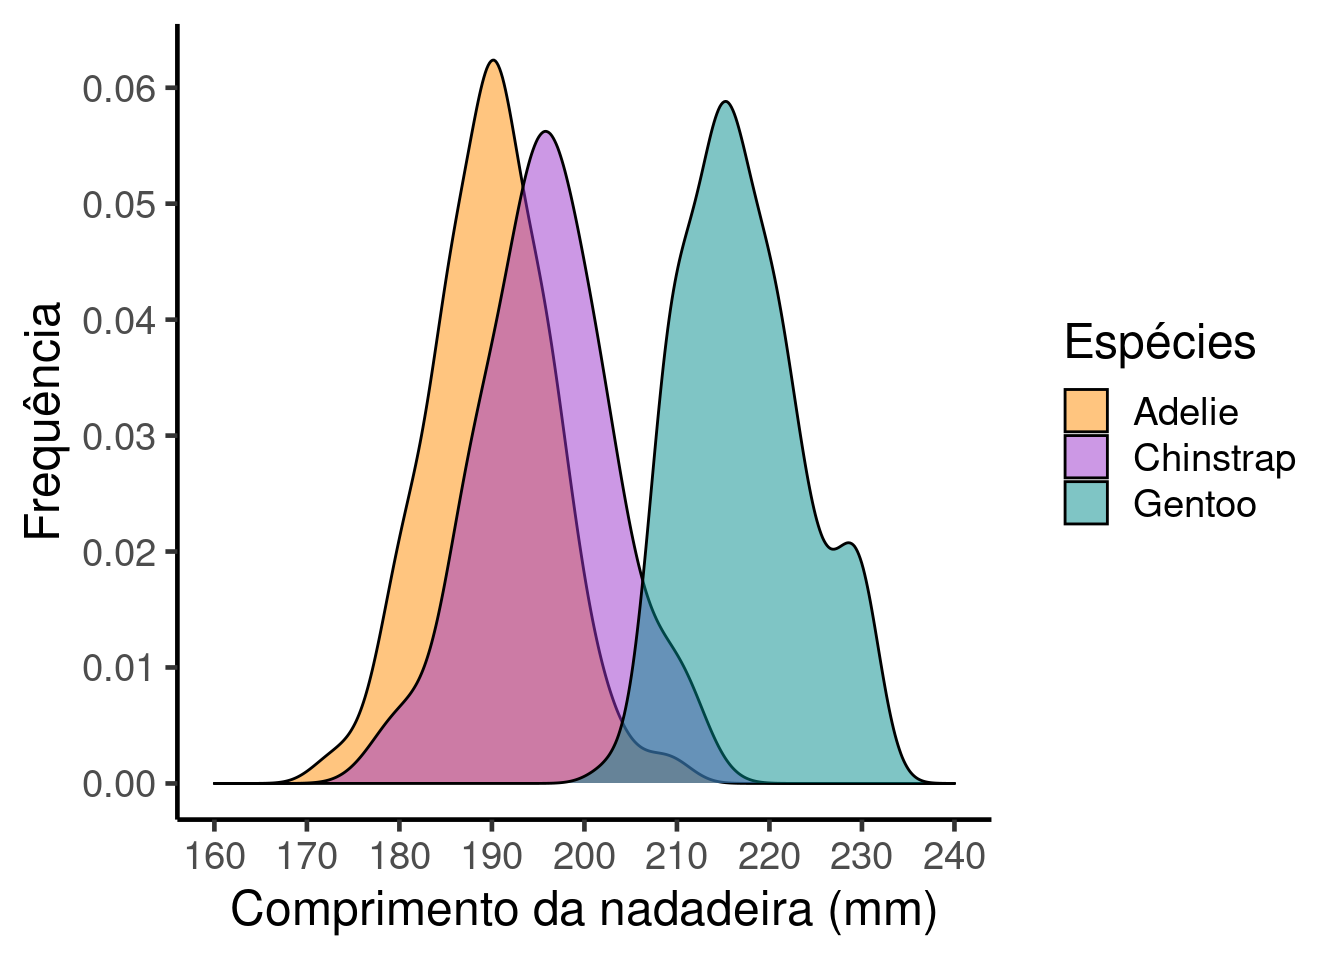 0.06
0.05
0.04
0.03
0.02
0.01
0.00
Frequência
160 170 180 190 200 210 220 230 240
Comprimento da nadadeira (mm)
Espécies
Adelie
Chinstrap
Gentoo